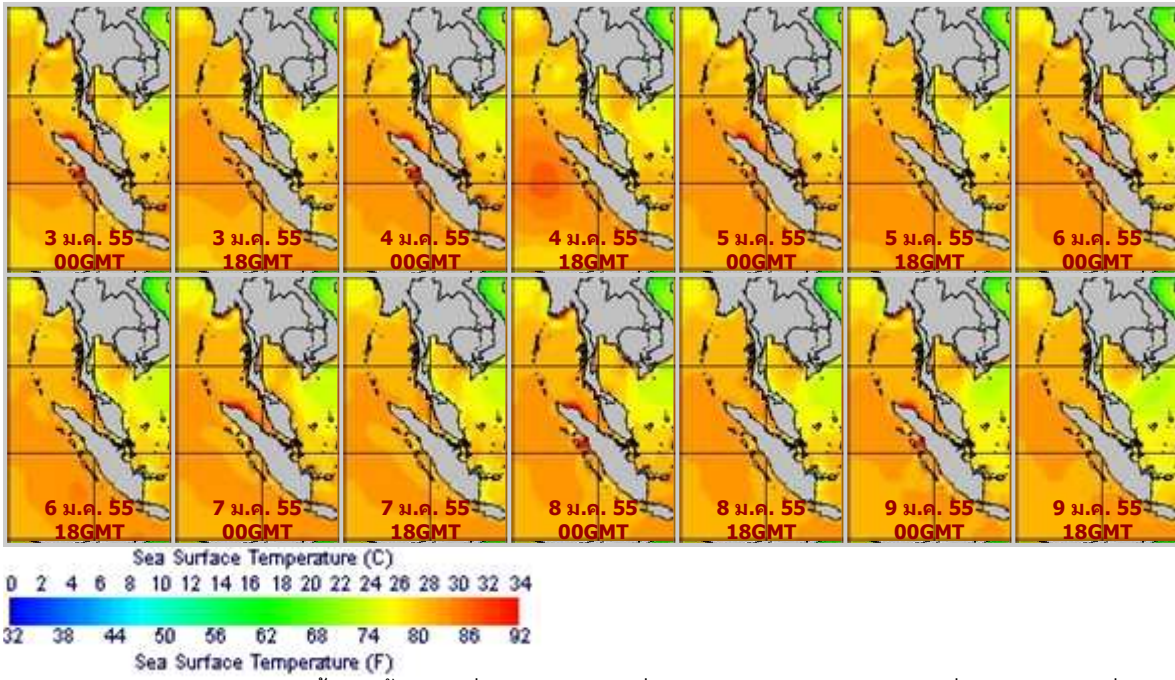 3 ม.ค. 55 3 ม.ค. 55 4 ม.ค. 55 4 ม.ค. 55 5 ม.ค. 55 5 ม.ค. 55 6 ม.ค. 55
00GMT 18GMT 00GMT 18GMT 00GMT 18GMT 00GMT
6 ม.ค. 55 7 ม.ค. 55 7 ม.ค. 55 8 ม.ค. 55 8 ม.ค. 55 9 ม.ค. 55 9 ม.ค. 55
18GMT 00GMT 18GMT 00GMT 18GMT 00GMT 18GMT
Sea Surface Temperature (C)
0 2 4 6 8 10 12 14 16 18 20 22 24 26 28 30 32 34
32 38 44 50 56 62 68 74 80 86 92
Sea Surface Temperature (F)